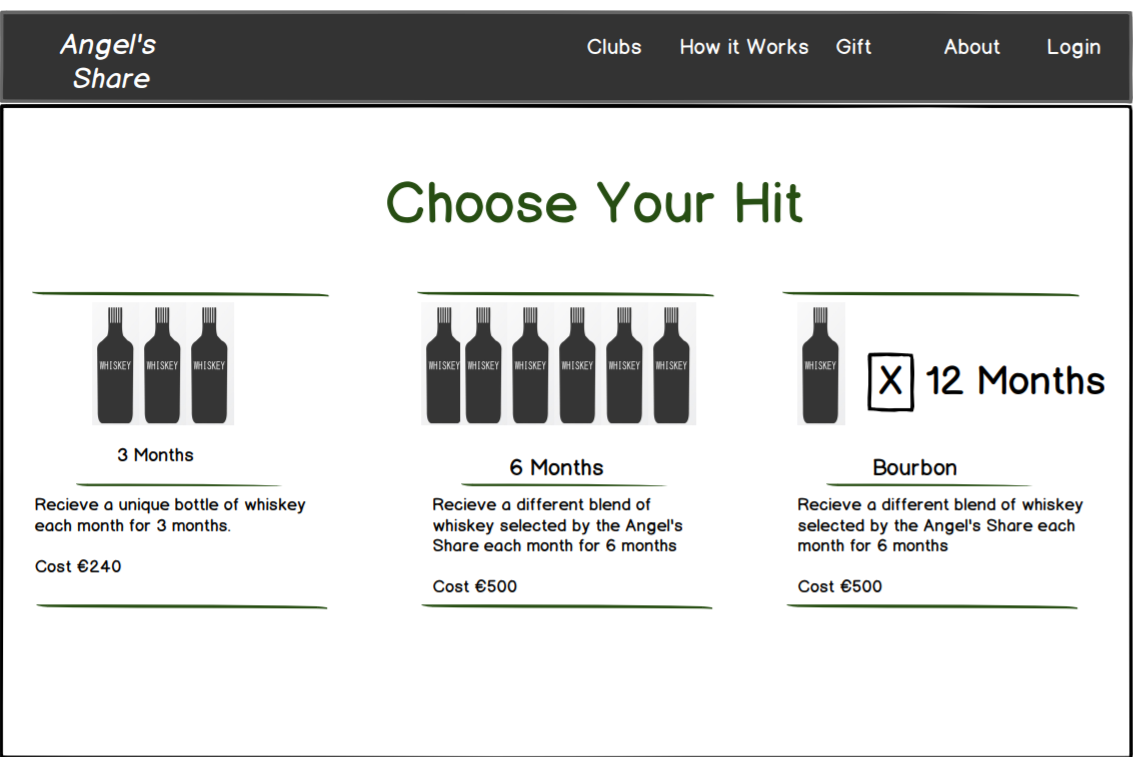 Angel's
Share
Clubs
How it Works
Gift
About
Login
Choose Your Hit
WHISKEY WHISKEY WHISKEY
3 Months
Recieve a unique bottle of whiskey
each month for 3 months.
Cost €240
WHISKEY WHISKEY WHISKEY WHISKEY WHISKEY WHISKEY
6 Months
Recieve a different blend of
whiskey selected by the Angel's
Share each month for 6 months
Cost €500
WHISKEY
X 12 Months
Bourbon
Recieve a different blend of whiskey
selected by the Angel's Share each
month for 6 months
Cost €500